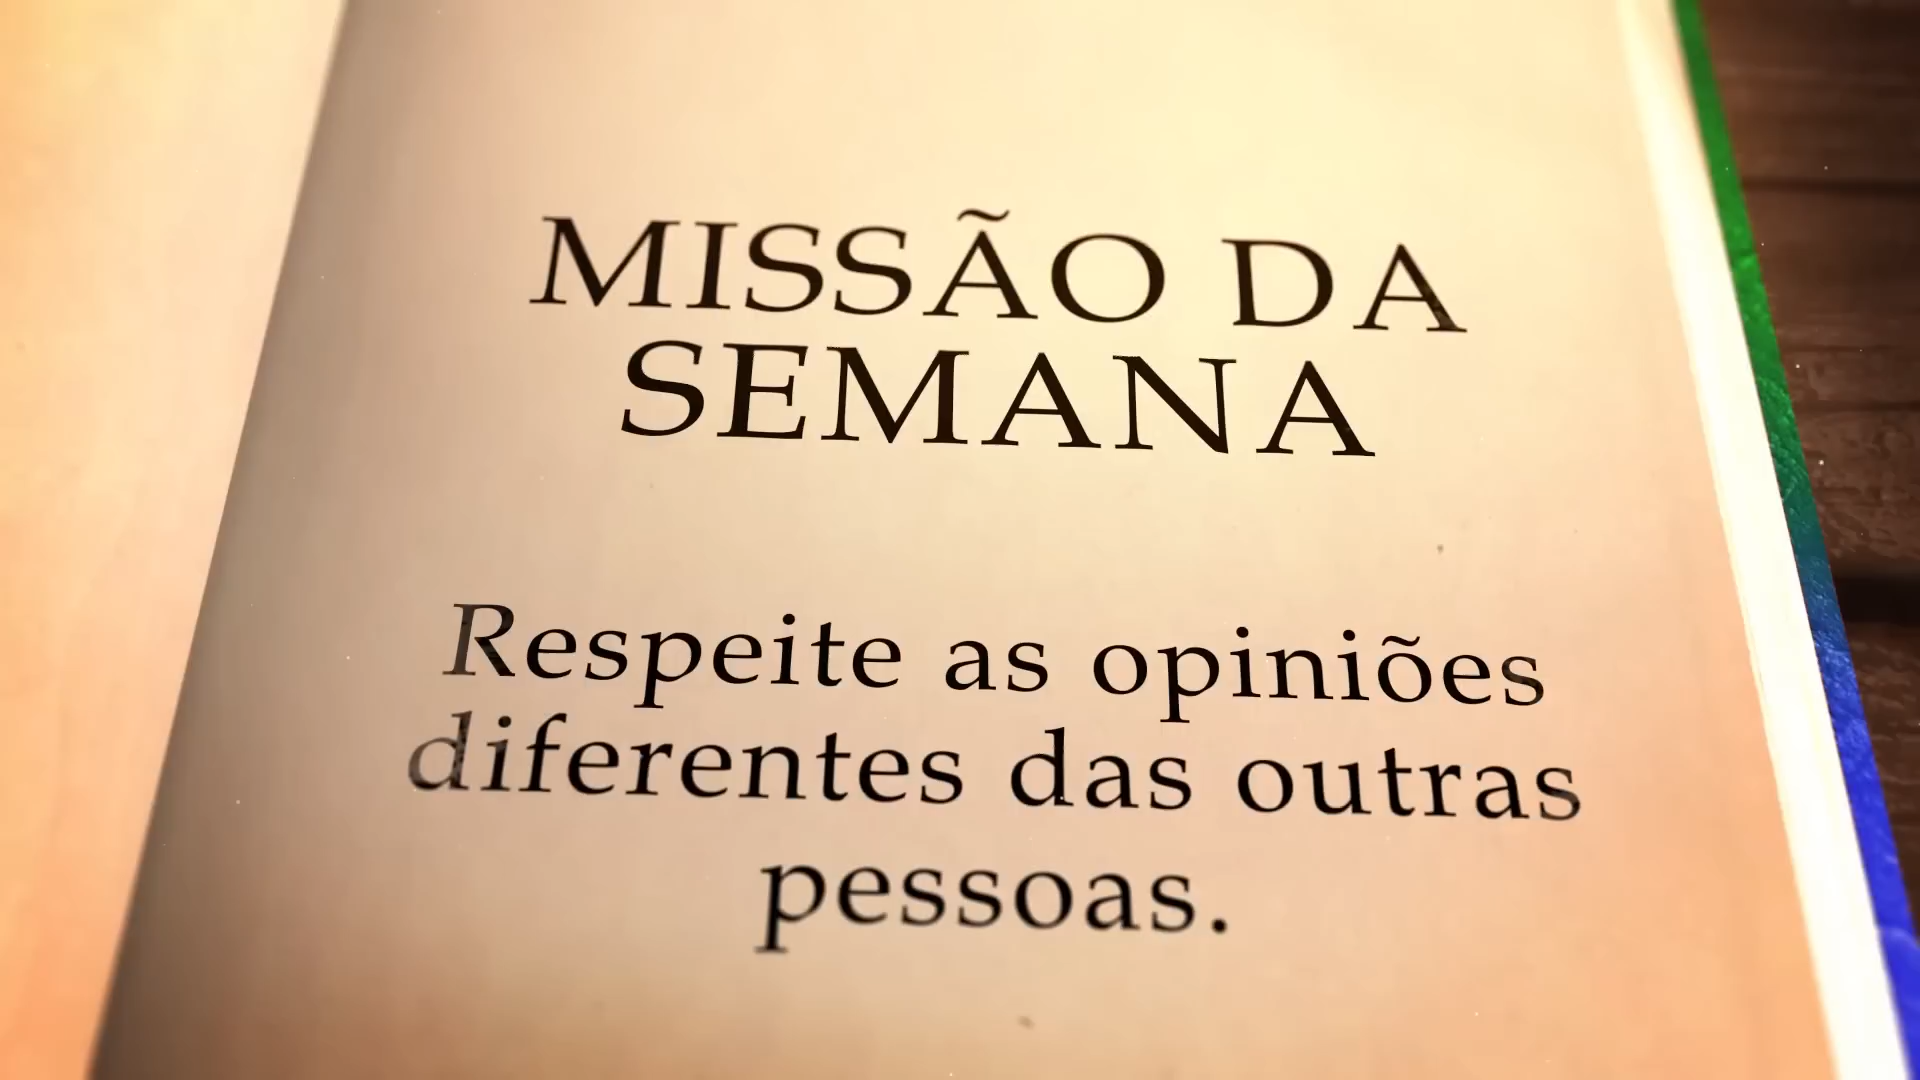 MISSÃO DA
SEMANA
Respeite as opiniões
diferentes das outras
pessoas.